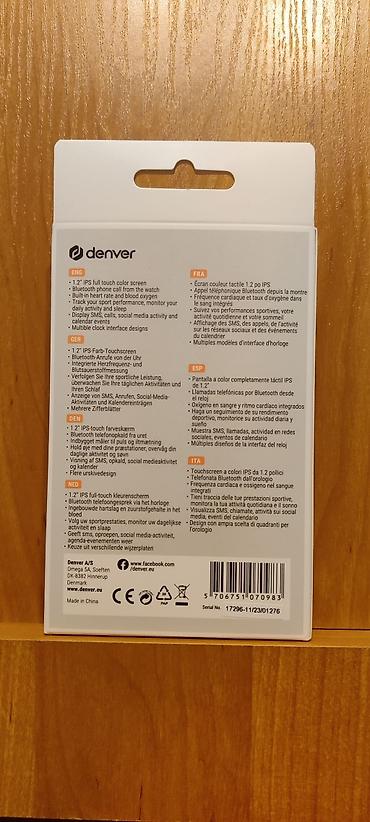 denver
ENG
• 1.2" IPS full touch color screen
• Bluetooth phone call from the watch
• Built-in heart rate and blood oxygen
• Track your sport performance, monitor your
daily activity and sleep
• Display SMS, calls, social media activity and
calendar events
• Multible clock interface designs
GER
• 1.2" IPS-Farb-Touchscreen
• Bluetooth-Anrufe von der Uhr
• Integrierte Herzfrequenz- und
Blutsauerstoffmessung
• Verfolgen Sie Ihre sportliche Leistung,
überwachen Sie Ihre täglichen Aktivitäten und
Ihren Schlaf
• Anzeige von SMS, Anrufen, Social-Media-
Aktivitäten und Kalendereinträgen
• Mehrere Zifferblätter
DEN
• 1.2" IPS-touch farveskærm
• Bluetooth telefonopkald fra uret
• Indbygget måler til puls og iltmætning
• Hold øje med dine præstationer, overvåg din
daglige aktivitet og søvn
• Visning af SMS, opkald, social medieaktivitet
og kalender
• Flere urskivedesign
NED
• 1.2" IPS full-touch kleurenscherm
• Bluetooth telefoongesprek via het horloge
• Ingebouwde hartslag en zuurstofgehalte in het
bloed
• Volg uw sportprestaties, monitor uw dagelijkse
activiteit en slaap
• Geeft sms, oproepen, social media-activiteit,
agenda-evenementen weer
• Keuze uit verschillende wijzerplaten
FRA
• Écran couleur tactile 1.2 po IPS
• Appel téléphonique Bluetooth depuis la montre
• Fréquence cardiaque et taux d'oxygène dans
le sang intégrés
• Suivez vos performances sportives, votre
activité quotidienne et votre sommeil
• Affichage des SMS, des appels, de l'activité
sur les réseaux sociaux et des événements
du calendrier
• Multiples modèles d'interface d'horloge
ESP
• Pantalla a color completamente táctil IPS
de 1.2"
• Llamadas telefónicas por Bluetooth desde
el reloj
• Oxígeno en sangre y ritmo cardíaco integrados
• Haga un seguimiento de su rendimiento
deportivo, monitorice su actividad diaria y
sueño
• Muestra SMS, llamadas, actividad en redes
sociales, eventos de calendario
• Múltiples diseños de la interfaz del reloj
ITA
• Touchscreen a colori IPS da 1.2 pollici
• Telefonata Bluetooth dall'orologio
• Frequenza cardiaca e ossigeno nel sangue
integrati
• Tieni traccia delle tue prestazioni sportive,
monitora la tua attività quotidiana e il sonno
• Visualizza SMS, chiamate, attività sui social
media, eventi del calendario
• Design con ampia scelta di quadranti per
l'orologio
Denver A/S
Omega 5A, Soeften
DK-8382 Hinnerup
Denmark
www.denver.eu
Made in China
www.facebook.com
/denver.eu
CE
PAP
5 706751 070983
Serial No. 17296-11/23/01276